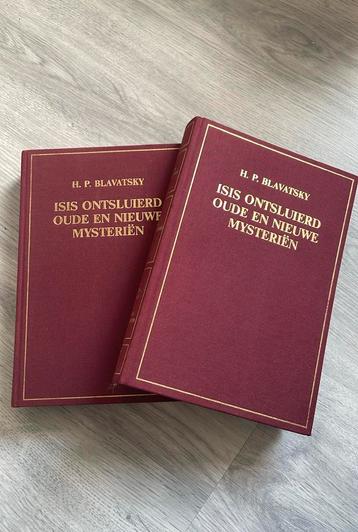 H. P. BLAVATSKY
ISIS ONTSLUIERD
OUDE EN NIEUWE
MYSTERIËN
H. P. BLAVATSKY
ISIS ONTSLUIERD
OUDE EN NIEUWE
MYSTERIËN